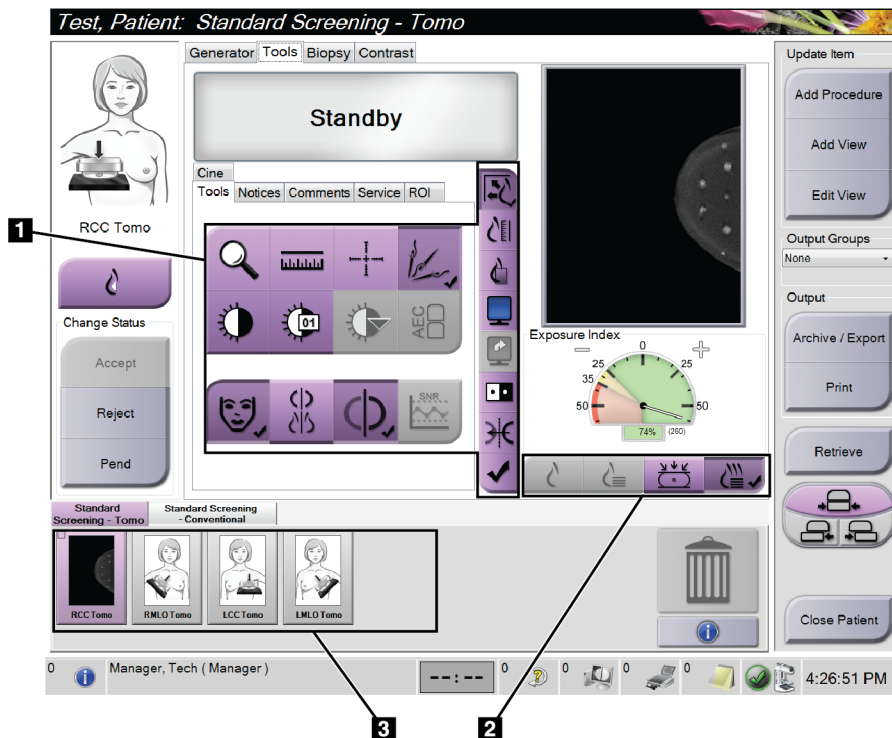 Test, Patient: Standard Screening - Tomo
Generator Tools Biopsy Contrast
Standby
Cine
Tools Notices Comments Service ROI
RCC Tomo
1
01
AEC
SNR
Change Status
Accept
Reject
Pend
Exposure Index
0
25 25
35
50 50
74% (260)
Update Item
Add Procedure
Add View
Edit View
Output Groups
None
Output
Archive / Export
Print
Retrieve
Close Patient
Standard
Screening - Tomo
Standard Screening
- Conventional
RCC Tomo
RMLO Tomo
LCC Tomo
LMLO Tomo
0 Manager, Tech ( Manager ) --:-- 0 0 0 0 4:26:51 PM
3 2